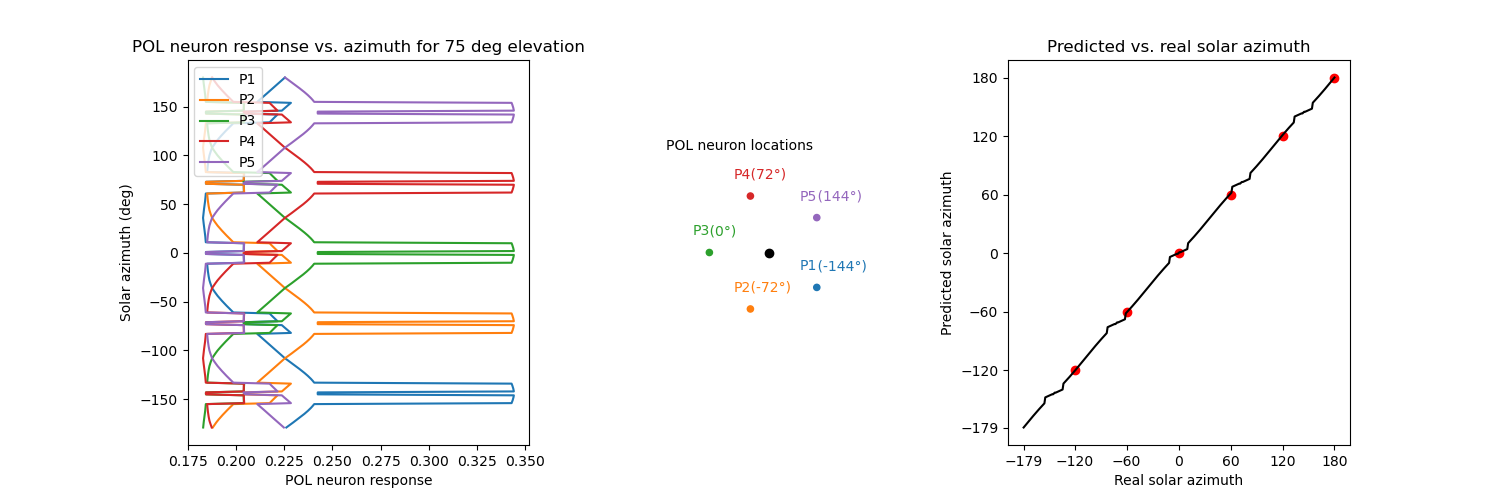 POL neuron response vs. azimuth for 75 deg elevation
P1
P2
P3
P4
P5
150
100
50
0
−50
−100
−150
Solar azimuth (deg)
0.175 0.200 0.225 0.250 0.275 0.300 0.325 0.350
POL neuron response
POL neuron locations
P4(72°)
P5(144°)
P3(0°)
P1(-144°)
P2(-72°)
Predicted vs. real solar azimuth
180
120
60
0
−60
−120
−179
Predicted solar azimuth
−179 −120 −60 0 60 120 180
Real solar azimuth